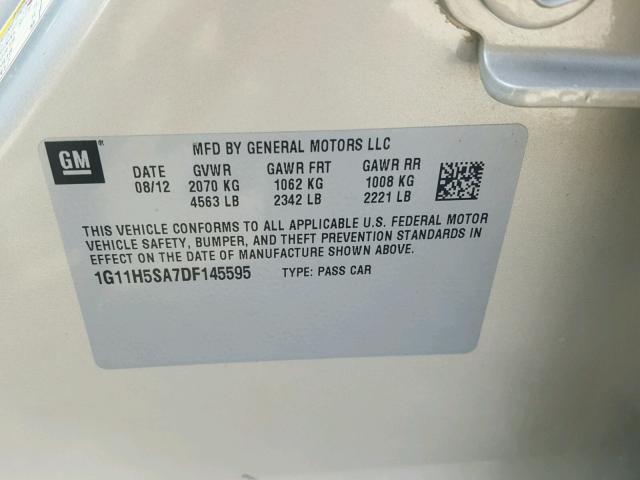 MFD BY GENERAL MOTORS LLC
GM
DATE GVWR GAWR FRT GAWR RR
08/12 2070 KG 1062 KG 1008 KG
4563 LB 2342 LB 2221 LB
THIS VEHICLE CONFORMS TO ALL APPLICABLE U.S. FEDERAL MOTOR
VEHICLE SAFETY, BUMPER, AND THEFT PREVENTION STANDARDS IN
EFFECT ON THE DATE OF MANUFACTURE SHOWN ABOVE.
1G11H5SA7DF145595 TYPE: PASS CAR